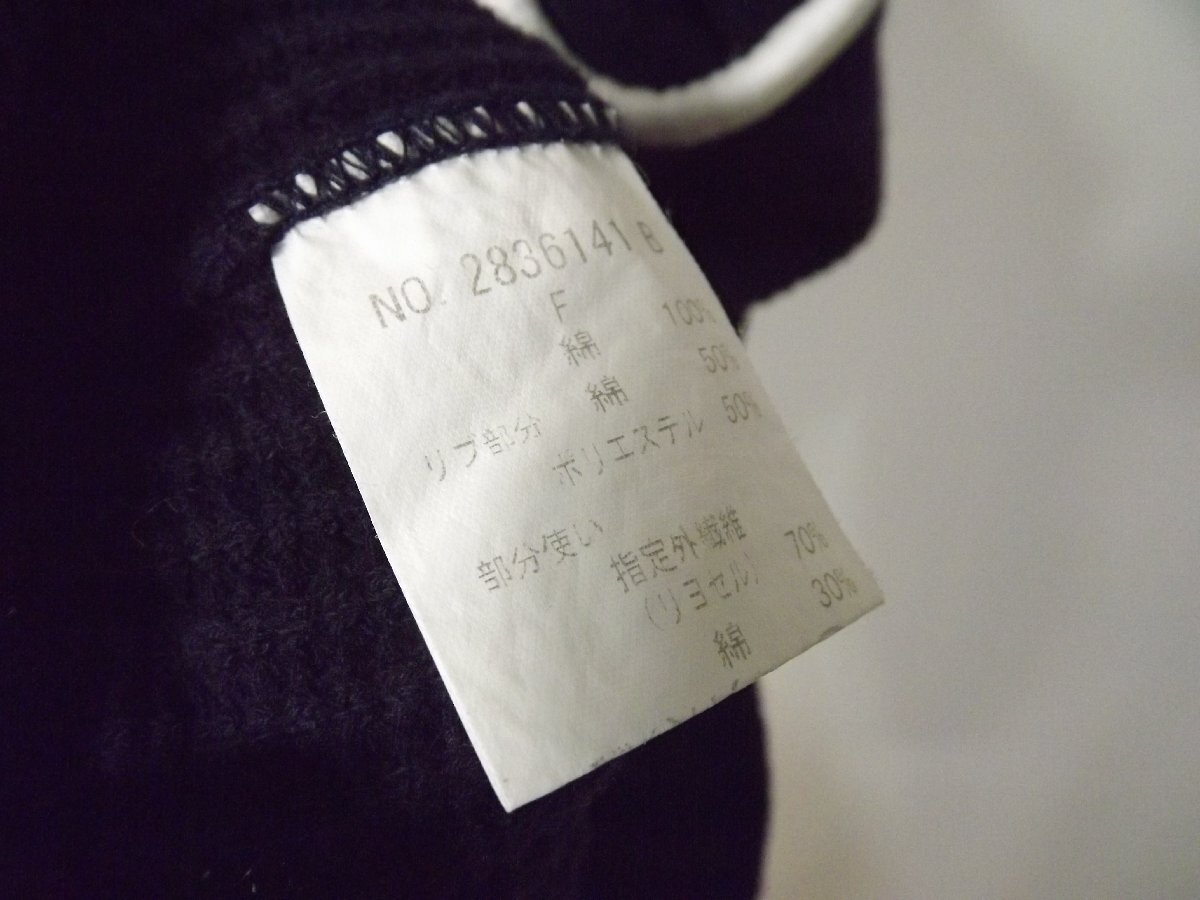 NO. 2836141 B
F
綿 100%
リブ部分 綿 50%
ポリエステル 50%
部分使い 指定外繊維
(リヨセル) 70%
綿 30%